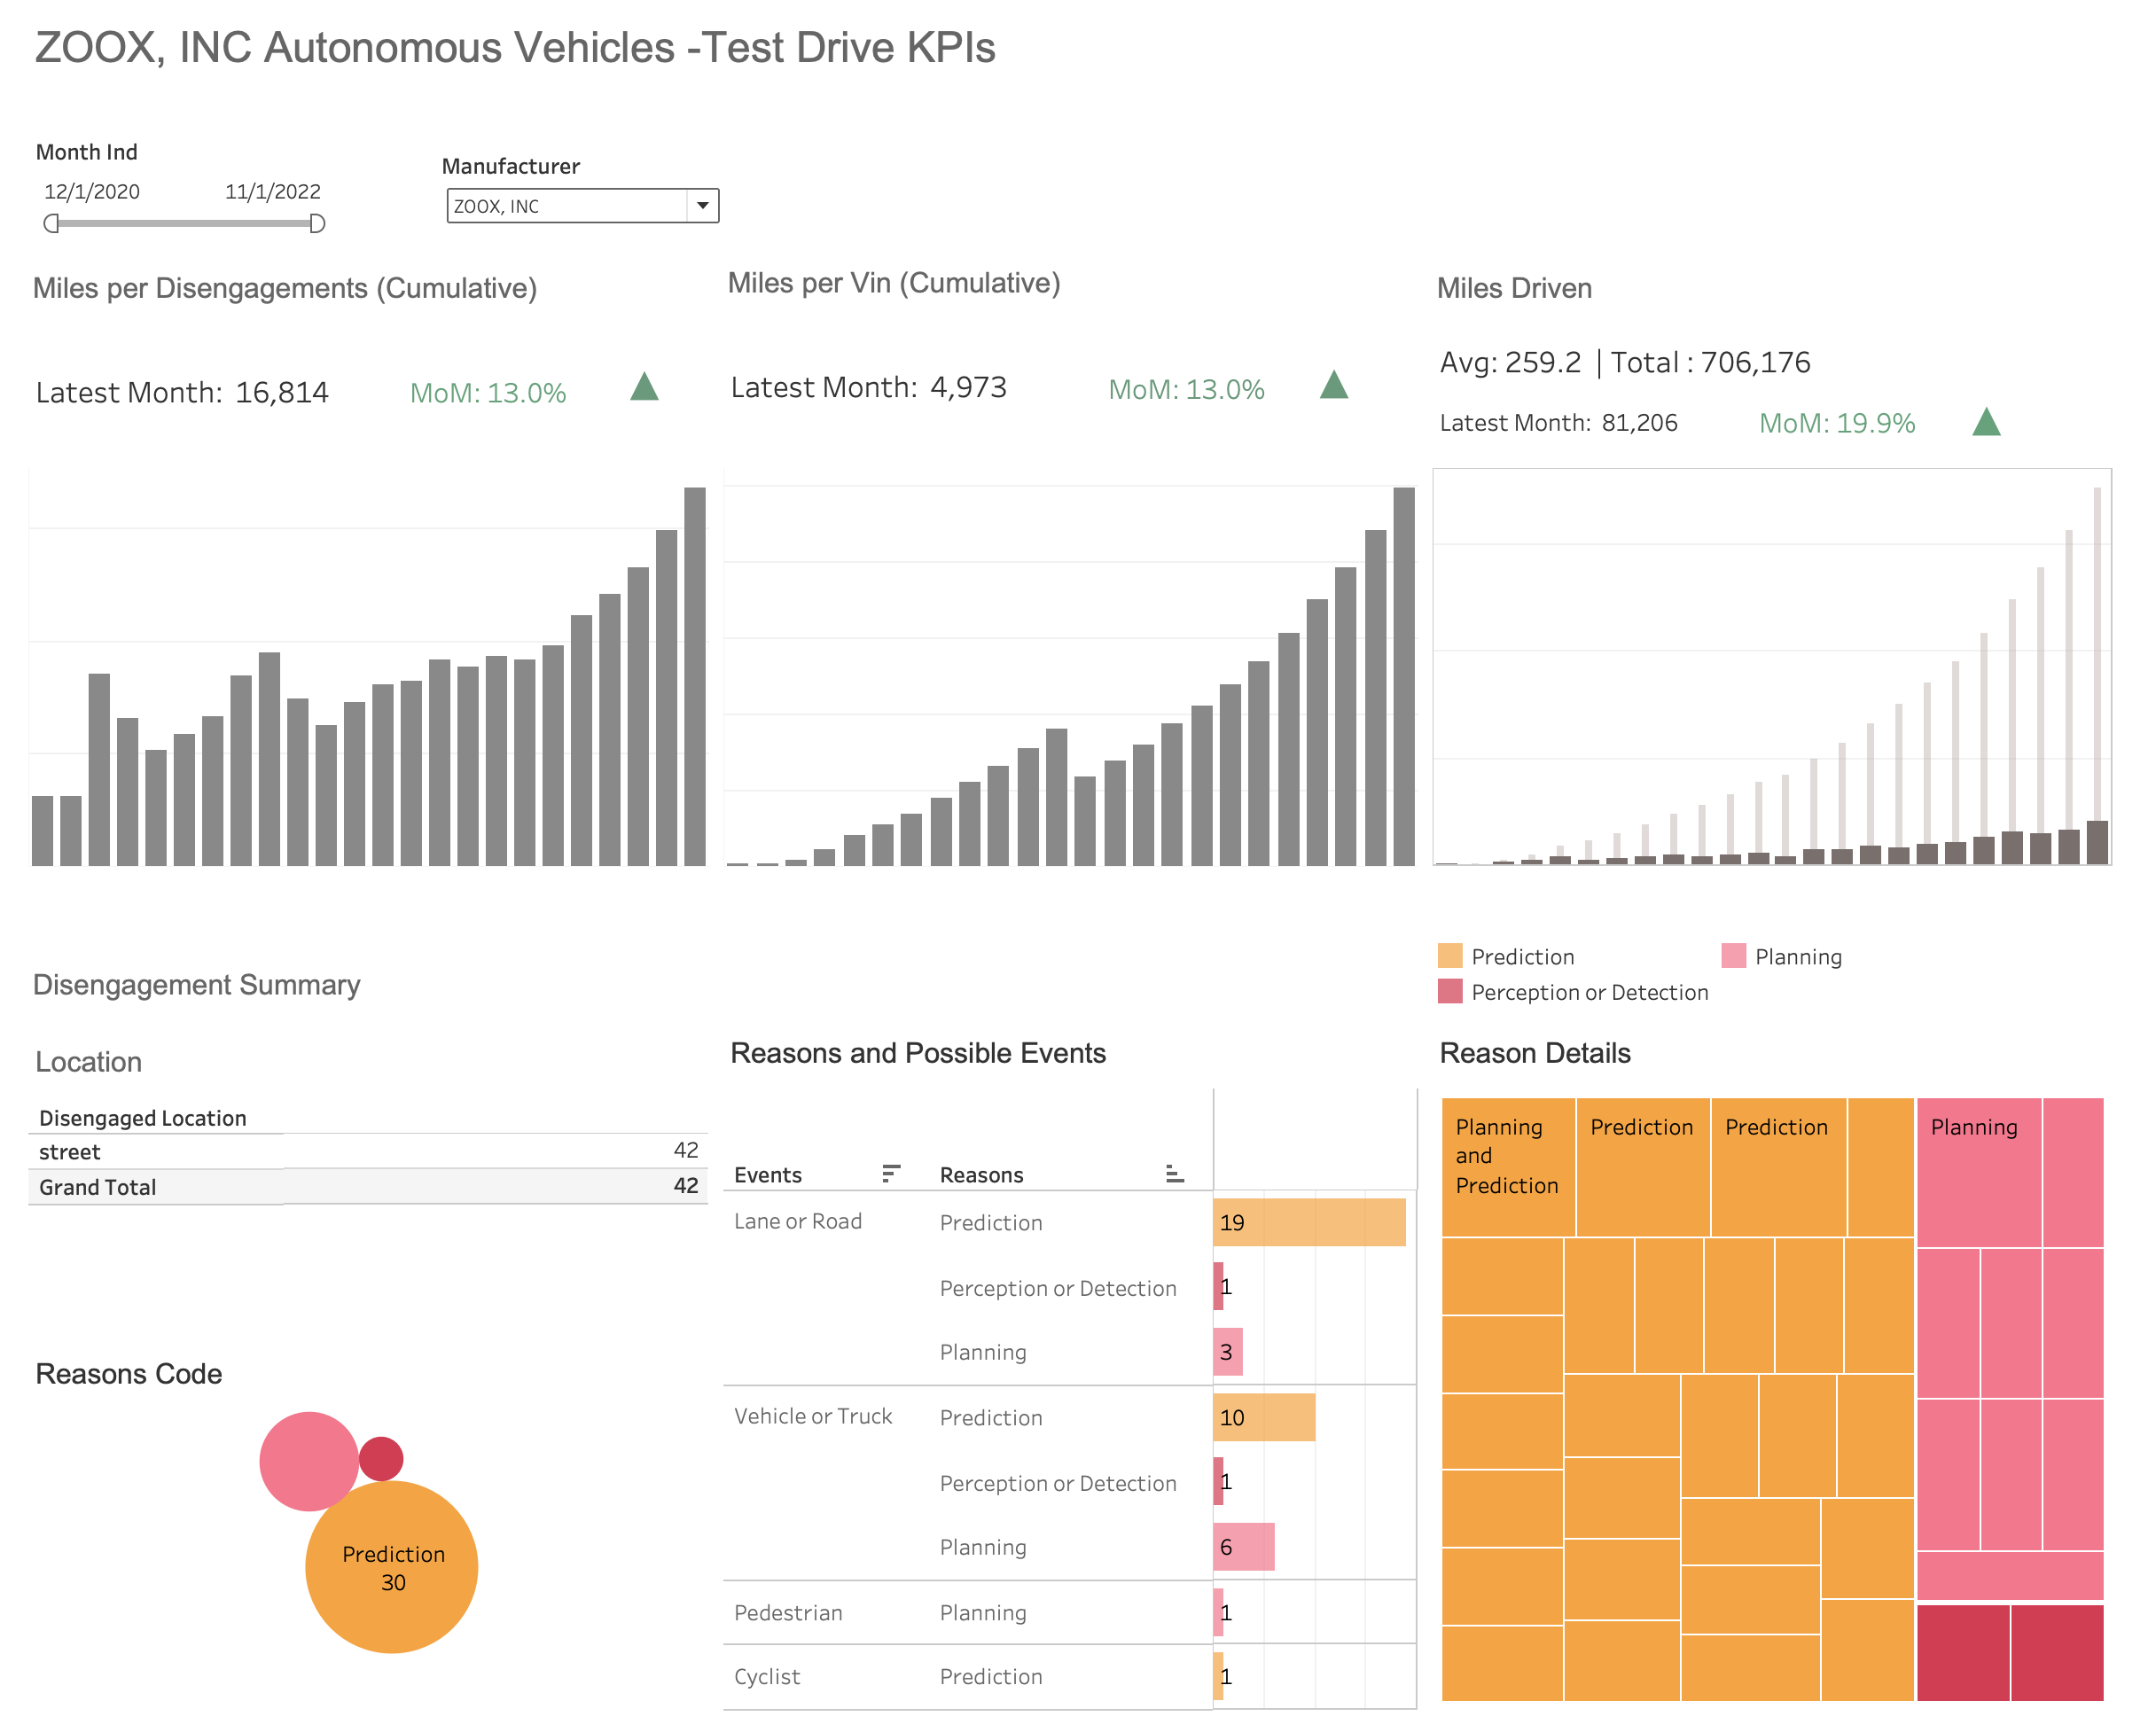 ZOOX, INC Autonomous Vehicles -Test Drive KPIs
Month Ind
12/1/2020 11/1/2022
Manufacturer
ZOOX, INC
Miles per Disengagements (Cumulative)
Latest Month: 16,814 MoM: 13.0%
Miles per Vin (Cumulative)
Latest Month: 4,973 MoM: 13.0%
Miles Driven
Avg: 259.2 | Total : 706,176
Latest Month: 81,206 MoM: 19.9%
Prediction Planning
Perception or Detection
Disengagement Summary
Location
Disengaged Location
street 42
Grand Total 42
Reasons Code
Prediction
30
Reasons and Possible Events
Events Reasons
Lane or Road Prediction 19
Perception or Detection 1
Planning 3
Vehicle or Truck Prediction 10
Perception or Detection 1
Planning 6
Pedestrian Planning 1
Cyclist Prediction 1
Reason Details
Planning
and
Prediction
Prediction
Prediction
Planning